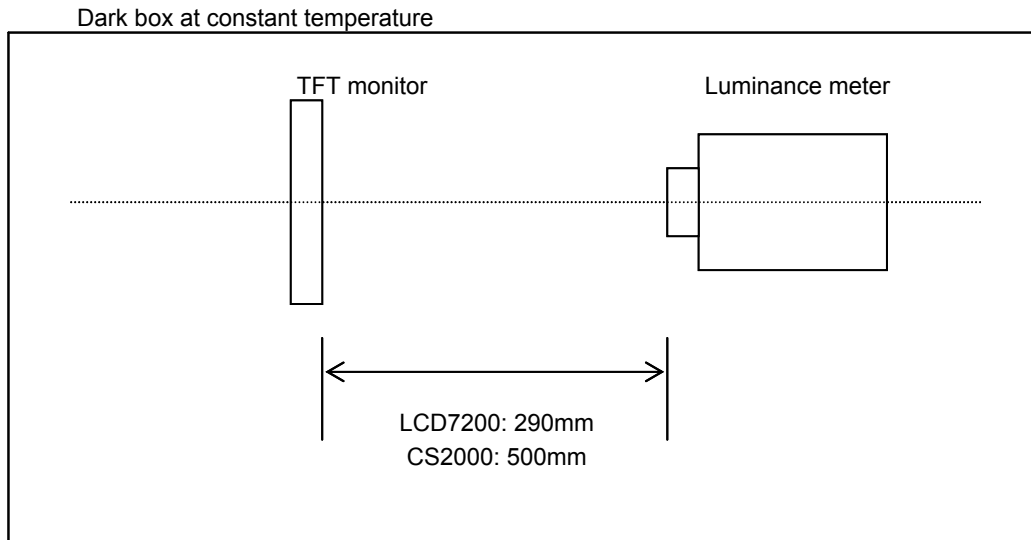 Dark box at constant temperature
TFT monitor
Luminance meter
LCD7200: 290mm
CS2000: 500mm